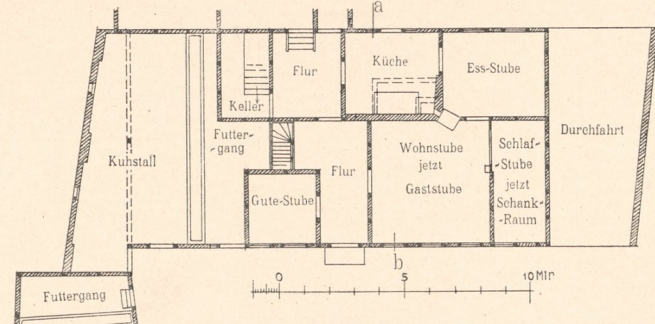 a
Flur
Küche
Ess-Stube
Keller
Futter-
-gang
Kuhstall
Flur
Wohnstube
jetzt
Gaststube
Schlaf-
-Stube
jetzt
Schank-
-Raum
Durchfahrt
Gute-Stube
b
0 5 10 Mtr
Futtergang